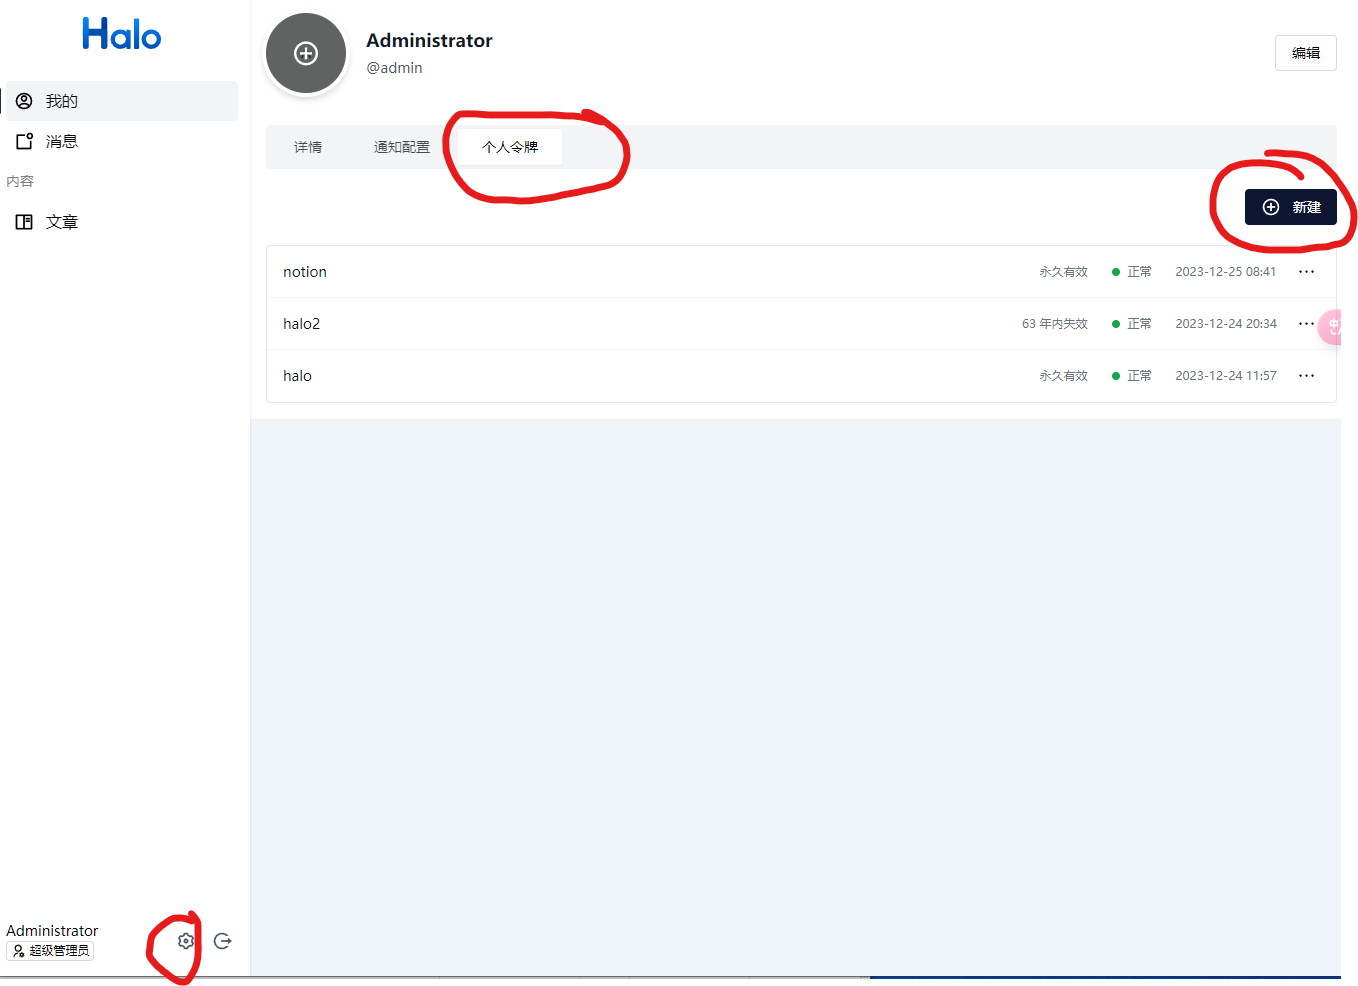 Halo
我的
消息
内容
文章
Administrator
@admin
编辑
详情 通知配置 个人令牌
新建
notion 永久有效 正常 2023-12-25 08:41
halo2 63 年内失效 正常 2023-12-24 20:34
halo 永久有效 正常 2023-12-24 11:57
Administrator
超级管理员